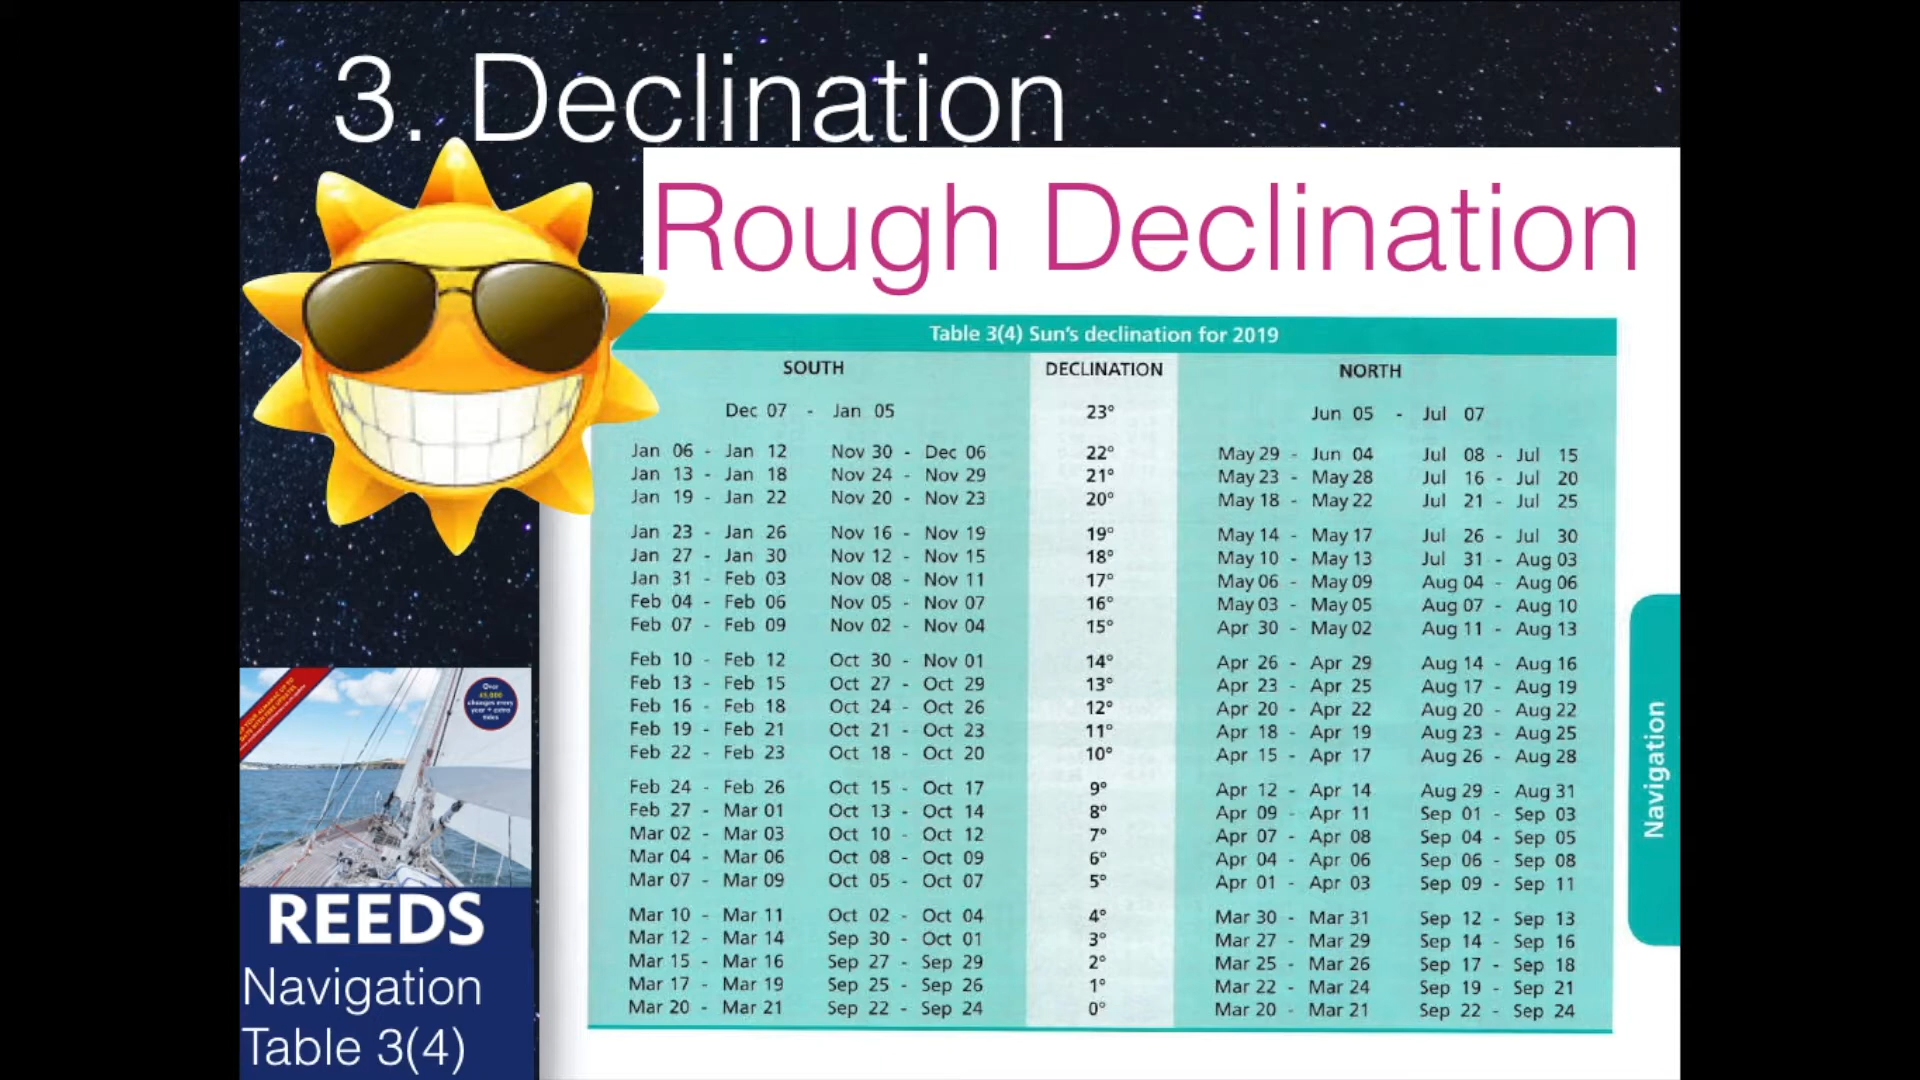 3. Declination
Rough Declination
Table 3(4) Sun's declination for 2019
SOUTH DECLINATION NORTH
Dec 07 - Jan 05 23° Jun 05 - Jul 07
Jan 06 - Jan 12 Nov 30 - Dec 06 22° May 29 - Jun 04 Jul 08 - Jul 15
Jan 13 - Jan 18 Nov 24 - Nov 29 21° May 23 - May 28 Jul 16 - Jul 20
Jan 19 - Jan 22 Nov 20 - Nov 23 20° May 18 - May 22 Jul 21 - Jul 25
Jan 23 - Jan 26 Nov 16 - Nov 19 19° May 14 - May 17 Jul 26 - Jul 30
Jan 27 - Jan 30 Nov 12 - Nov 15 18° May 10 - May 13 Jul 31 - Aug 03
Jan 31 - Feb 03 Nov 08 - Nov 11 17° May 06 - May 09 Aug 04 - Aug 06
Feb 04 - Feb 06 Nov 05 - Nov 07 16° May 03 - May 05 Aug 07 - Aug 10
Feb 07 - Feb 09 Nov 02 - Nov 04 15° Apr 30 - May 02 Aug 11 - Aug 13
Feb 10 - Feb 12 Oct 30 - Nov 01 14° Apr 26 - Apr 29 Aug 14 - Aug 16
Feb 13 - Feb 15 Oct 27 - Oct 29 13° Apr 23 - Apr 25 Aug 17 - Aug 19
Feb 16 - Feb 18 Oct 24 - Oct 26 12° Apr 20 - Apr 22 Aug 20 - Aug 22
Feb 19 - Feb 21 Oct 21 - Oct 23 11° Apr 18 - Apr 19 Aug 23 - Aug 25
Feb 22 - Feb 23 Oct 18 - Oct 20 10° Apr 15 - Apr 17 Aug 26 - Aug 28
Feb 24 - Feb 26 Oct 15 - Oct 17 9° Apr 12 - Apr 14 Aug 29 - Aug 31
Feb 27 - Mar 01 Oct 13 - Oct 14 8° Apr 09 - Apr 11 Sep 01 - Sep 03
Mar 02 - Mar 03 Oct 10 - Oct 12 7° Apr 07 - Apr 08 Sep 04 - Sep 05
Mar 04 - Mar 06 Oct 08 - Oct 09 6° Apr 04 - Apr 06 Sep 06 - Sep 08
Mar 07 - Mar 09 Oct 05 - Oct 07 5° Apr 01 - Apr 03 Sep 09 - Sep 11
Mar 10 - Mar 11 Oct 02 - Oct 04 4° Mar 30 - Mar 31 Sep 12 - Sep 13
Mar 12 - Mar 14 Sep 30 - Oct 01 3° Mar 27 - Mar 29 Sep 14 - Sep 16
Mar 15 - Mar 16 Sep 27 - Sep 29 2° Mar 25 - Mar 26 Sep 17 - Sep 18
Mar 17 - Mar 19 Sep 25 - Sep 26 1° Mar 22 - Mar 24 Sep 19 - Sep 21
Mar 20 - Mar 21 Sep 22 - Sep 24 0° Mar 20 - Mar 21 Sep 22 - Sep 24
Navigation
Over
45,000
changes every
year + extra
tides
REEDS
Navigation
Table 3(4)